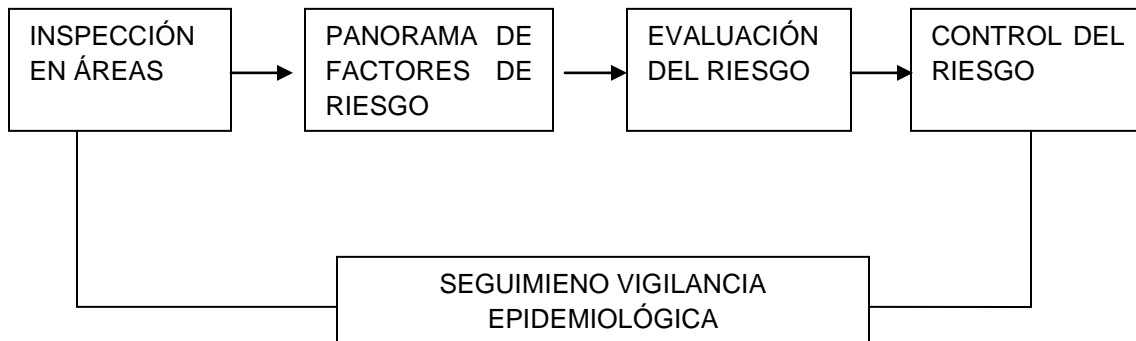 INSPECCIÓN
EN ÁREAS
PANORAMA DE
FACTORES DE
RIESGO
EVALUACIÓN
DEL RIESGO
CONTROL DEL
RIESGO
SEGUIMIENO VIGILANCIA
EPIDEMIOLÓGICA